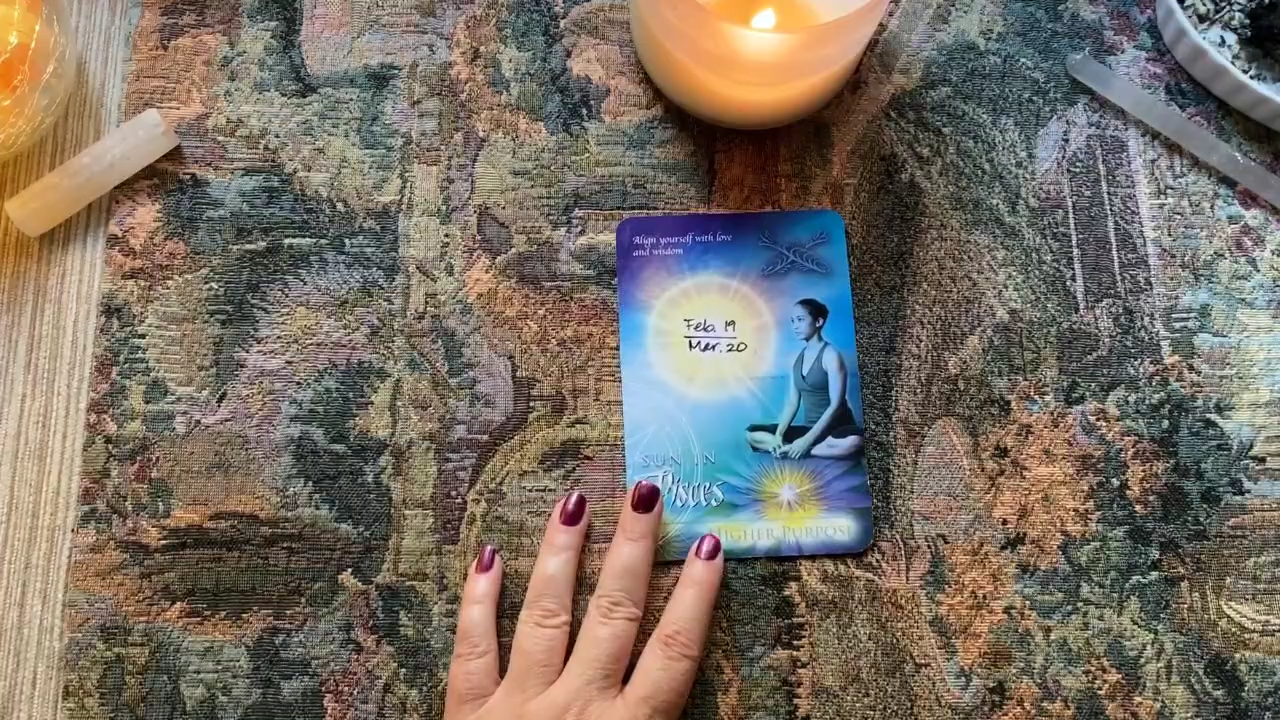 Align yourself with love
and wisdom
Feb. 19
Mar. 20
SUN IN
Pisces
HIGHER PURPOSE